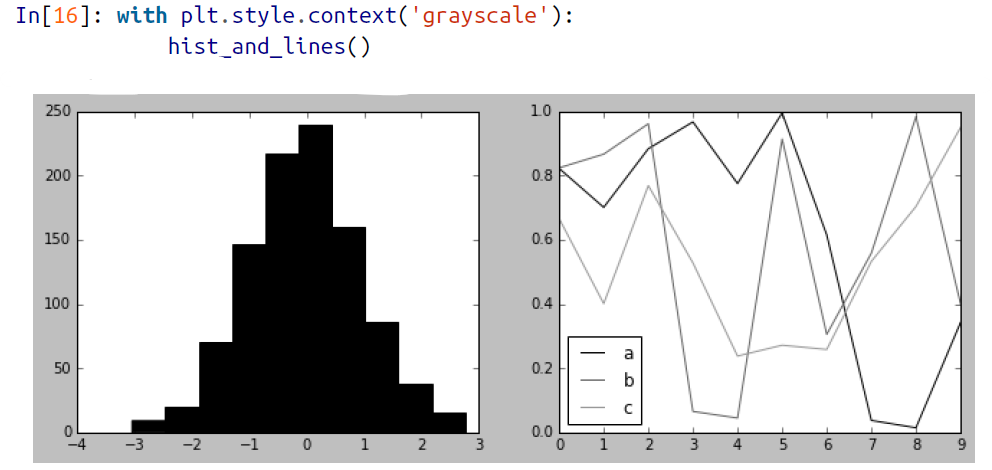 In[16]: with plt.style.context('grayscale'):
hist_and_lines()
250
200
150
100
50
0
−4 −3 −2 −1 0 1 2 3
1.0
0.8
0.6
0.4
0.2
0.0
a
b
c
0 1 2 3 4 5 6 7 8 9